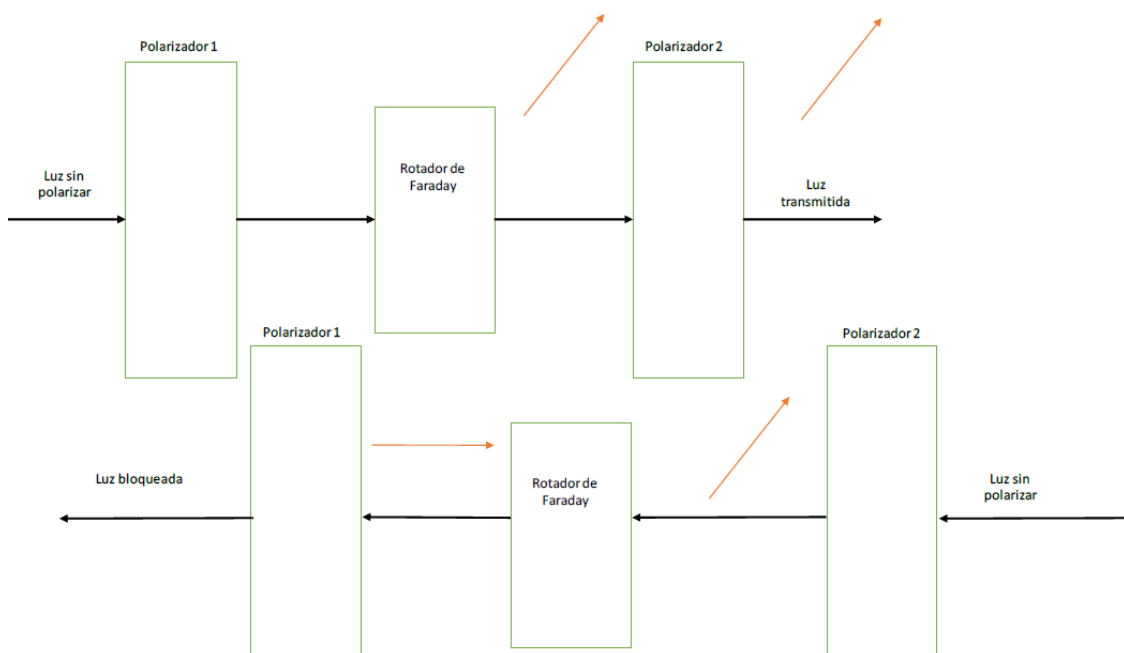 Polarizador 1
Polarizador 2
Luz sin
polarizar
Rotador de
Faraday
Luz
transmitida
Polarizador 1
Polarizador 2
Luz bloqueada
Rotador de
Faraday
Luz sin
polarizar